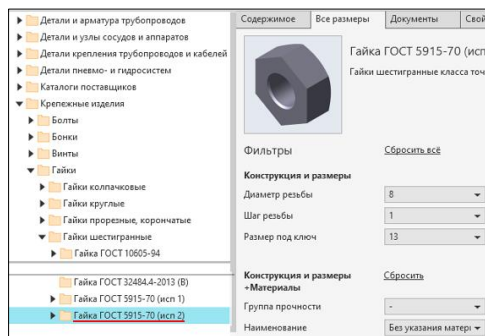 Детали и арматура трубопроводов
Детали и узлы сосудов и аппаратов
Детали крепления трубопроводов и кабелей
Детали пневмо- и гидросистем
Каталоги поставщиков
Крепежные изделия
Болты
Бонки
Винты
Гайки
Гайки колпачковые
Гайки круглые
Гайки прорезные, корончатые
Гайки шестигранные
Гайка ГОСТ 10605-94
Гайка ГОСТ 32484.4-2013 (В)
Гайка ГОСТ 5915-70 (исп 1)
Гайка ГОСТ 5915-70 (исп 2)
Содержимое Все размеры Документы Свой
Гайка ГОСТ 5915-70 (исп
Гайки шестигранные класса точ
Фильтры Сбросить всё
Конструкция и размеры
Диаметр резьбы 8
Шаг резьбы 1
Размер под ключ 13
Конструкция и размеры Сбросить
+Материалы
Группа прочности -
Наименование Без указания матери